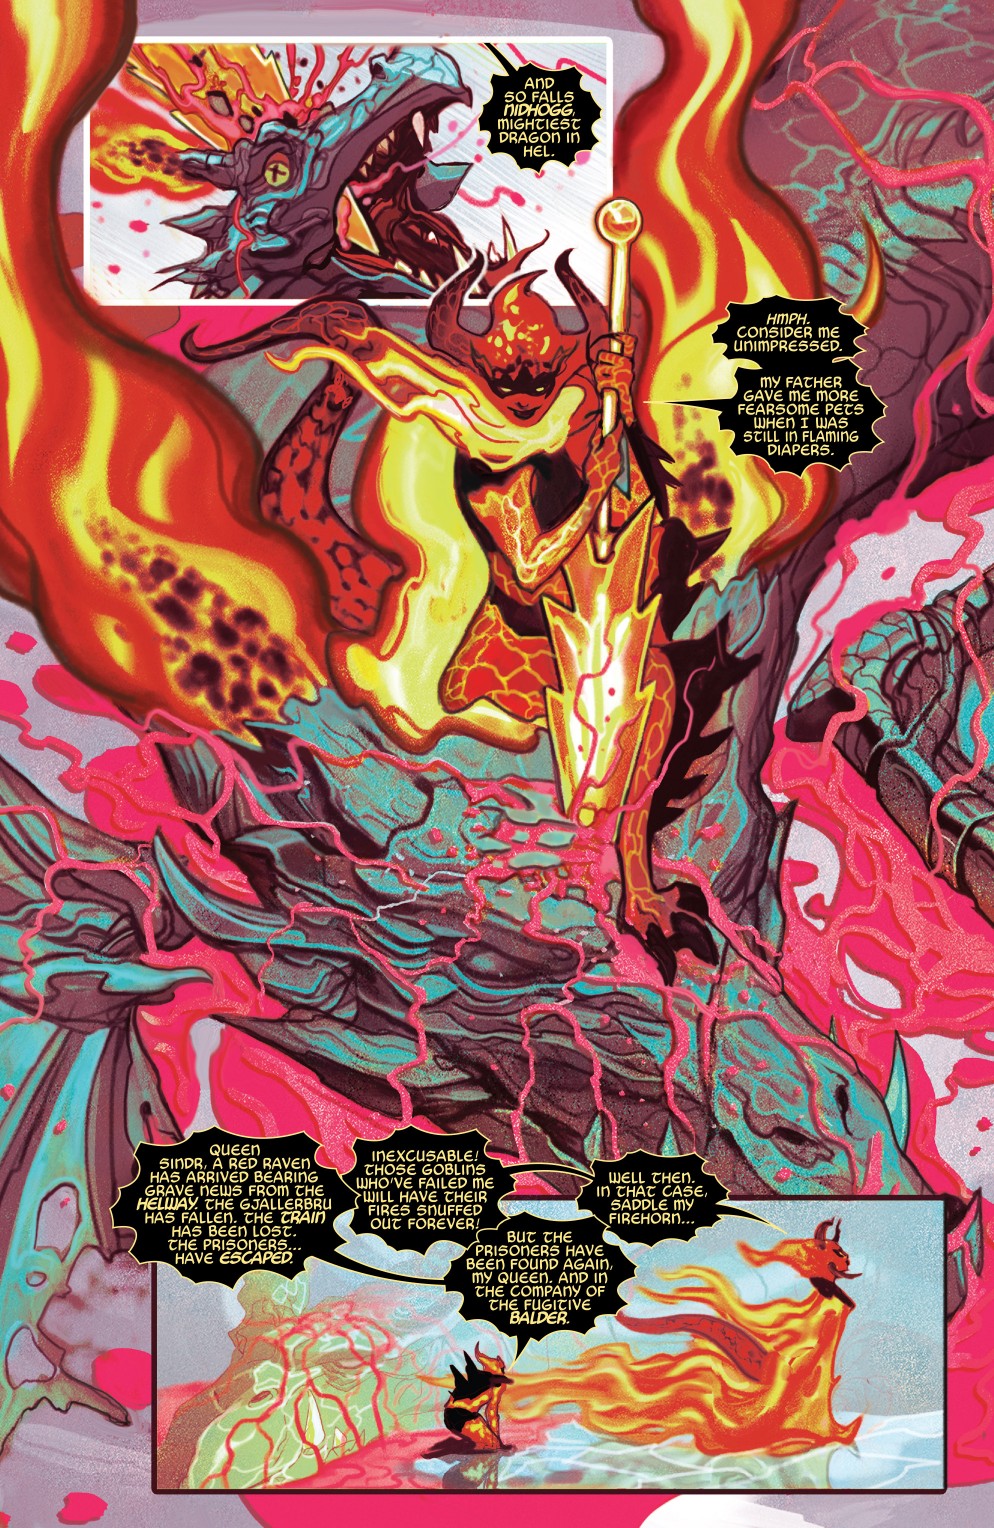 AND
SO FALLS
NIDHOGG,
MIGHTIEST
DRAGON IN
HEL.
HMPH.
CONSIDER ME
UNIMPRESSED.
MY FATHER
GAVE ME MORE
FEARSOME PETS
WHEN I WAS
STILL IN FLAMING
DIAPERS.
QUEEN
SINDR, A RED RAVEN
HAS ARRIVED BEARING
GRAVE NEWS FROM THE
HELWAY. THE GJALLERBRU
HAS FALLEN. THE TRAIN
HAS BEEN LOST.
THE PRISONERS...
HAVE ESCAPED.
INEXCUSABLE!
THOSE GOBLINS
WHO'VE FAILED ME
WILL HAVE THEIR
FIRES SNUFFED
OUT FOREVER!
BUT THE
PRISONERS HAVE
BEEN FOUND AGAIN,
MY QUEEN. AND IN
THE COMPANY OF
THE FUGITIVE
BALDER.
WELL THEN.
IN THAT CASE,
SADDLE MY
FIREHORN...